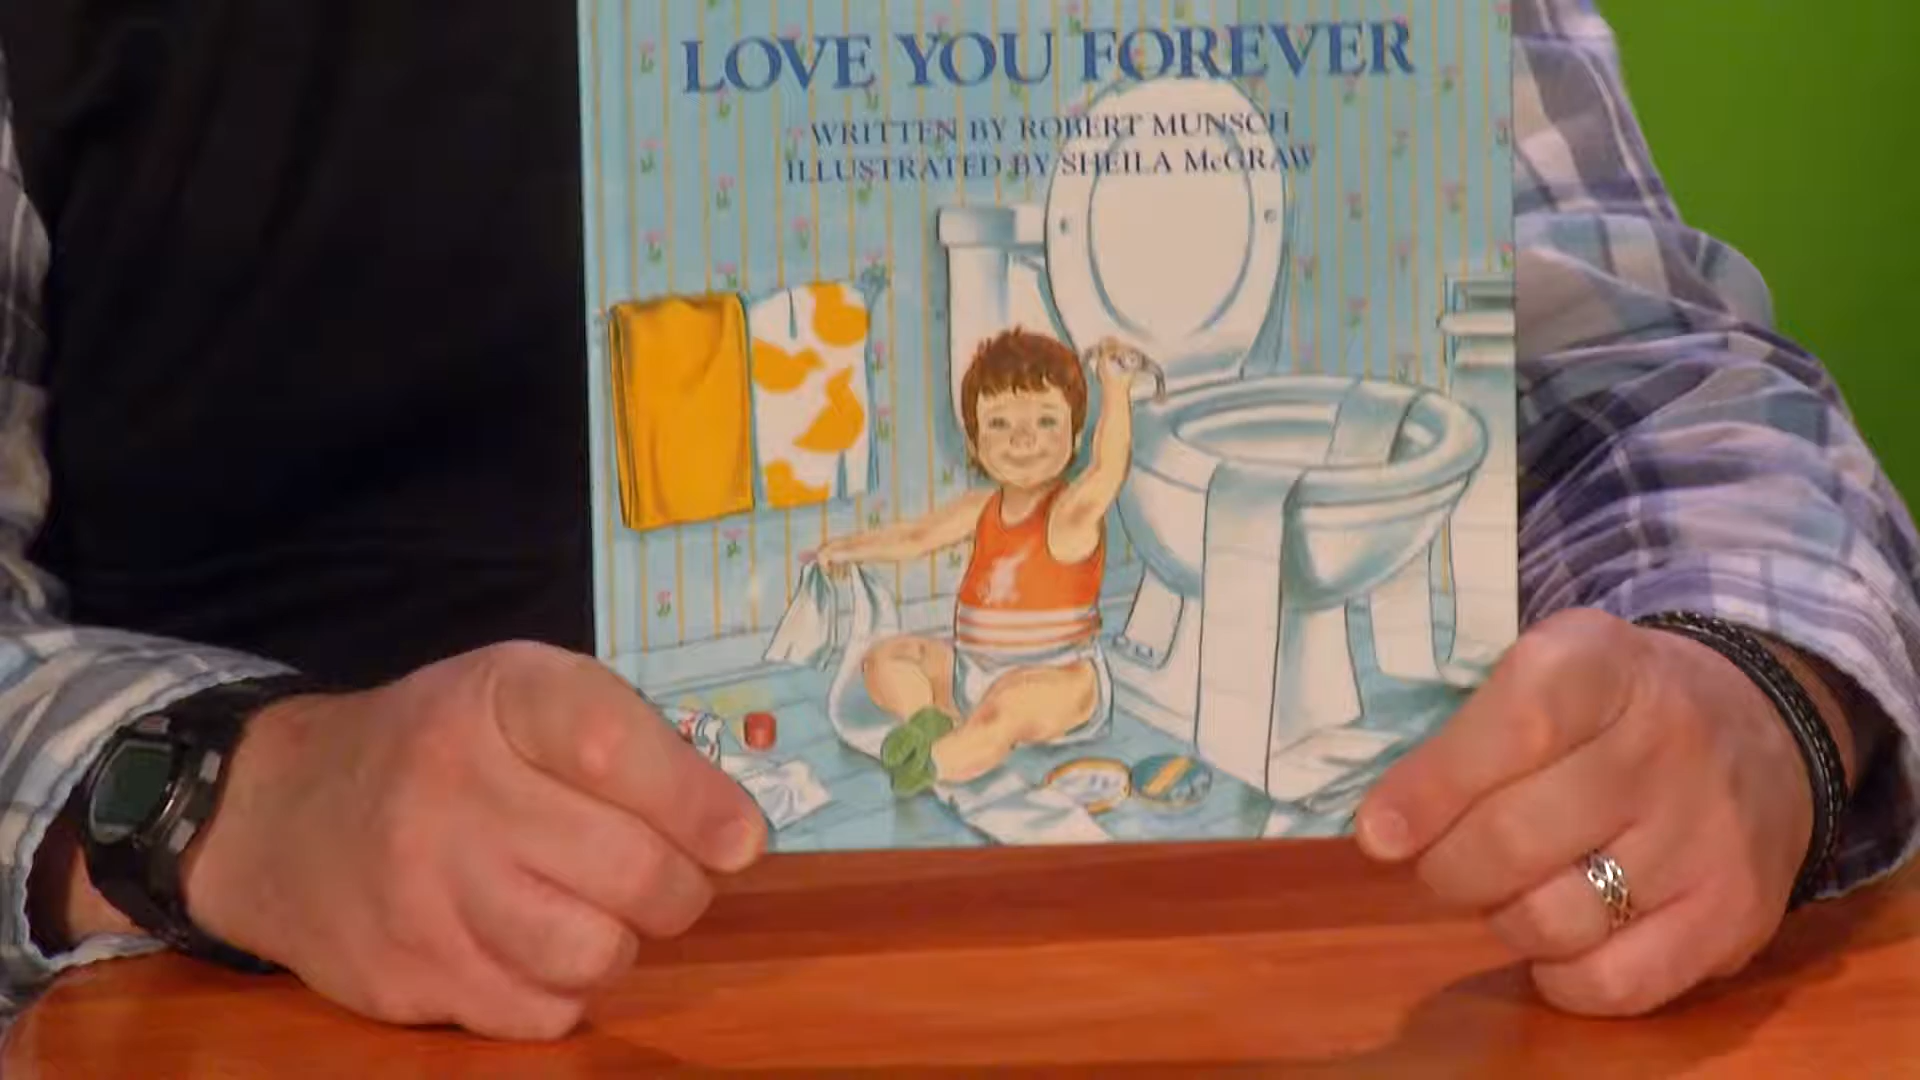 LOVE YOU FOREVER
WRITTEN BY ROBERT MUNSCH
ILLUSTRATED BY SHEILA McGRAW